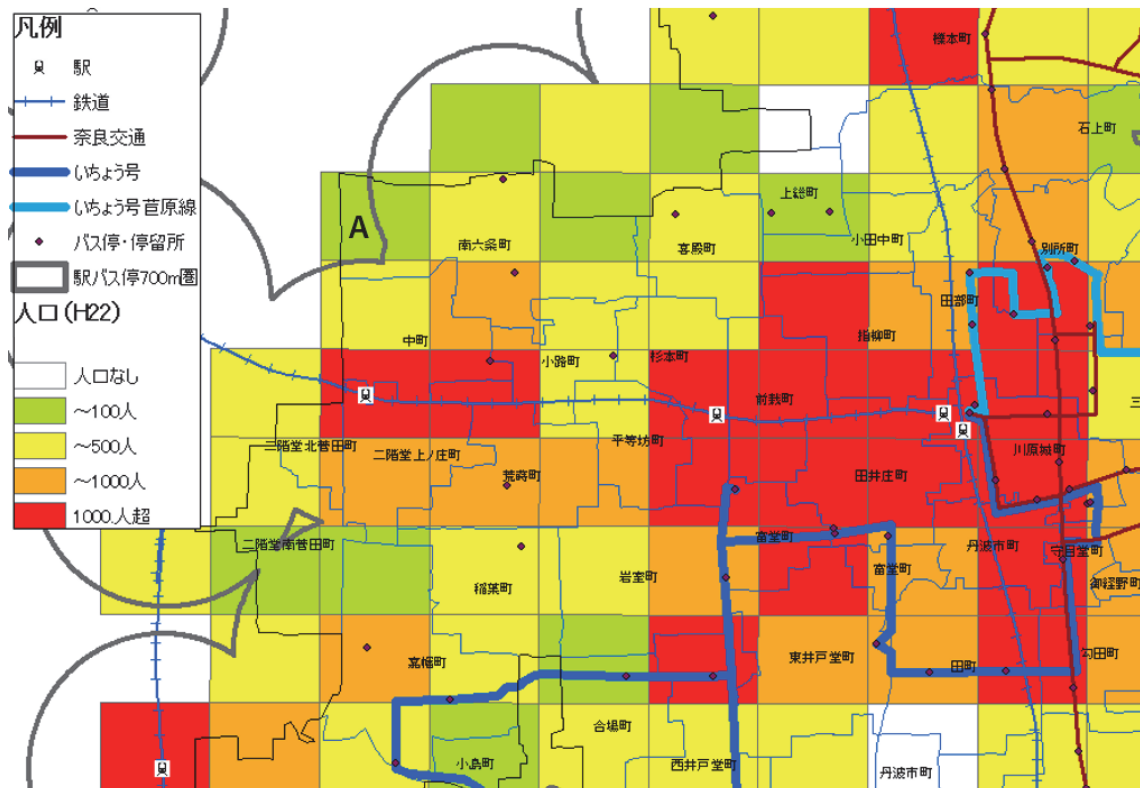 凡例
駅
鉄道
奈良交通
いちょう号
いちょう号苣原線
バス停・停留所
駅バス停700m圏
人口(H22)
人口なし
～100人
～500人
～1000人
1000人超
櫟本町
石上町
上総町
A
南六条町
喜殿町
小田中町
別所町
田部町
指柳町
中町
小路町
杉本町
前栽町
三
二階堂北菅田町
二階堂上ノ庄町
平等坊町
川原城町
荒蒔町
田井庄町
二階堂南菅田町
富堂町
丹波市町
守目堂町
稲葉町
岩室町
富堂町
御経野町
嘉幡町
東井戸堂町
田町
勾田町
合場町
小島町
西井戸堂町
丹波市町